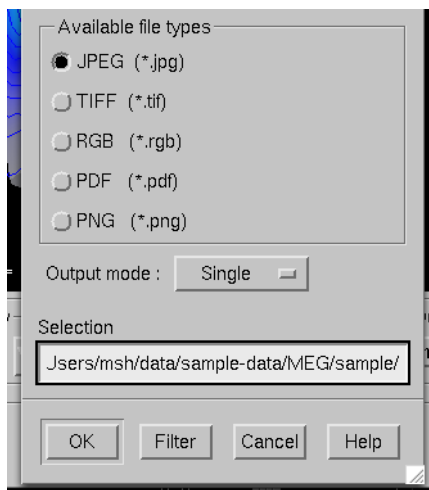 Available file types
JPEG (*.jpg)
TIFF (*.tif)
RGB (*.rgb)
PDF (*.pdf)
PNG (*.png)
Output mode : Single
Selection
Jsers/msh/data/sample-data/MEG/sample/
OK Filter Cancel Help